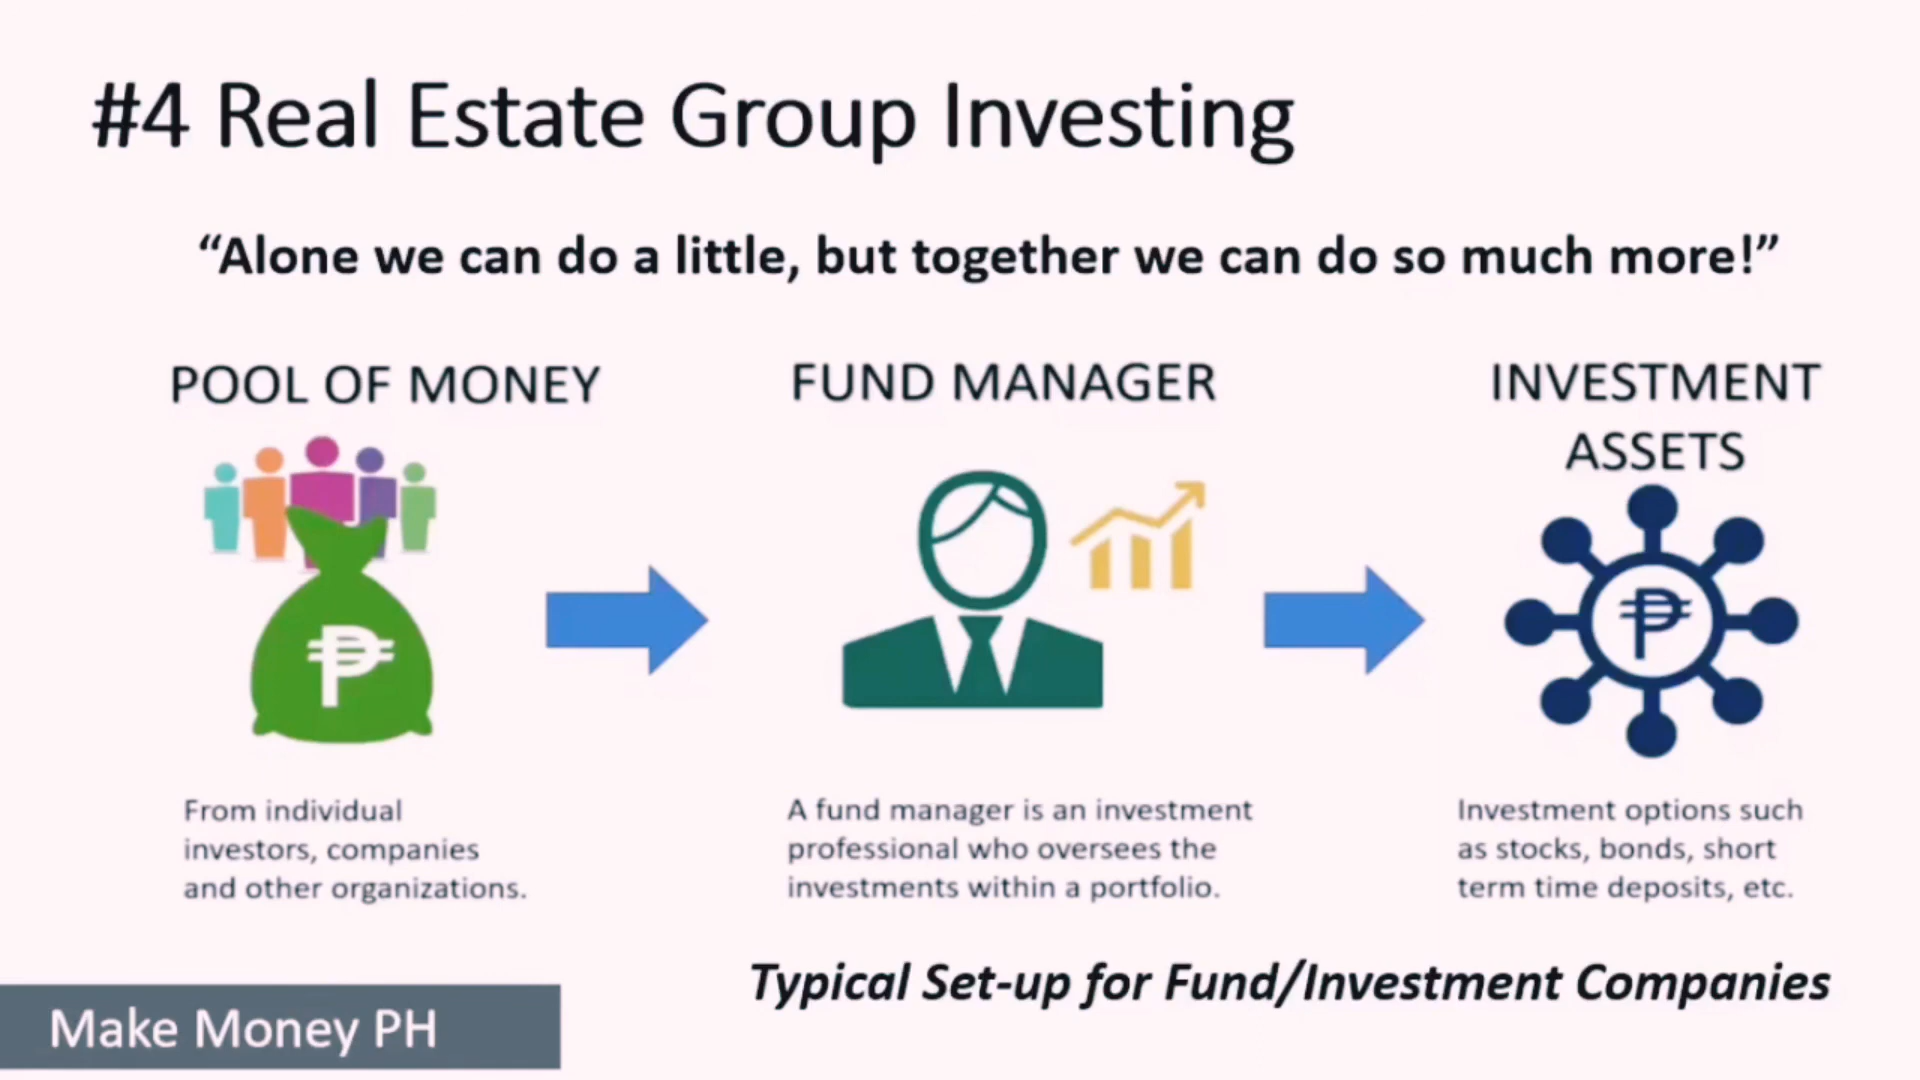 #4 Real Estate Group Investing
“Alone we can do a little, but together we can do so much more!”
POOL OF MONEY
₱
From individual
investors, companies
and other organizations.
FUND MANAGER
A fund manager is an investment
professional who oversees the
investments within a portfolio.
INVESTMENT
ASSETS
₱
Investment options such
as stocks, bonds, short
term time deposits, etc.
Typical Set-up for Fund/Investment Companies
Make Money PH